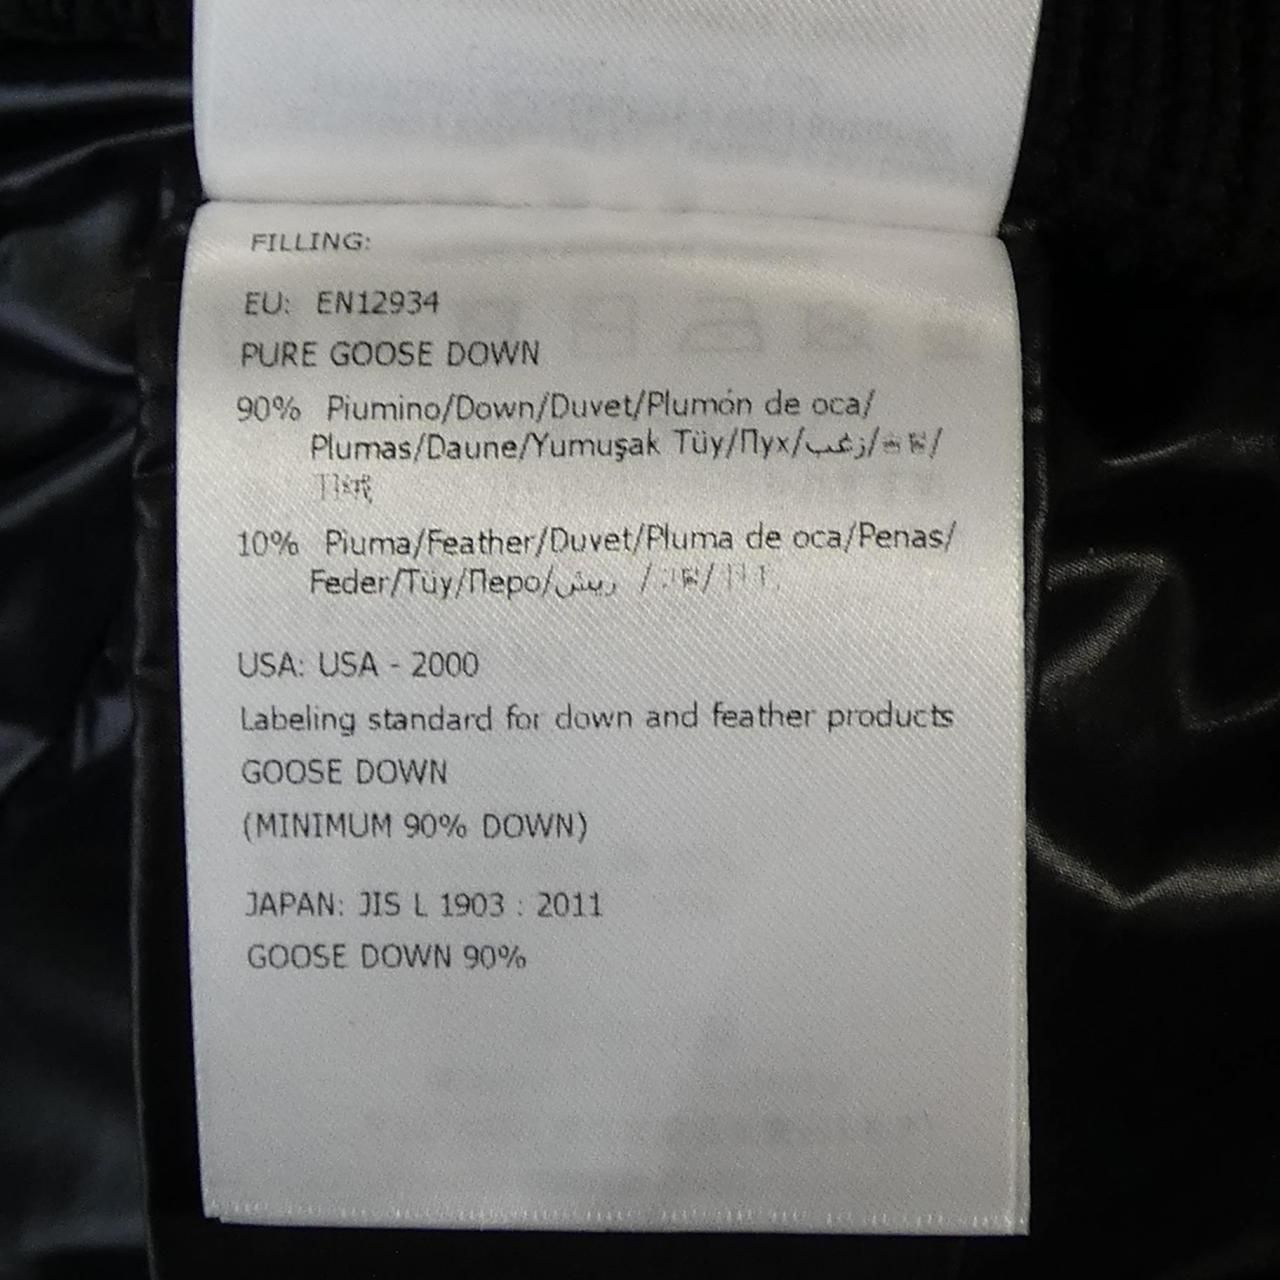 FILLING:
EU: EN12934
PURE GOOSE DOWN
90% Piumino/Down/Duvet/Plumón de oca/
Plumas/Daune/Yumuşak Tüy/Пух/زغب/
10% Piuma/Feather/Duvet/Pluma de oca/Penas/
Feder/Tüy/Перо/ريش /
USA: USA - 2000
Labeling standard for down and feather products
GOOSE DOWN
(MINIMUM 90% DOWN)
JAPAN: JIS L 1903 : 2011
GOOSE DOWN 90%